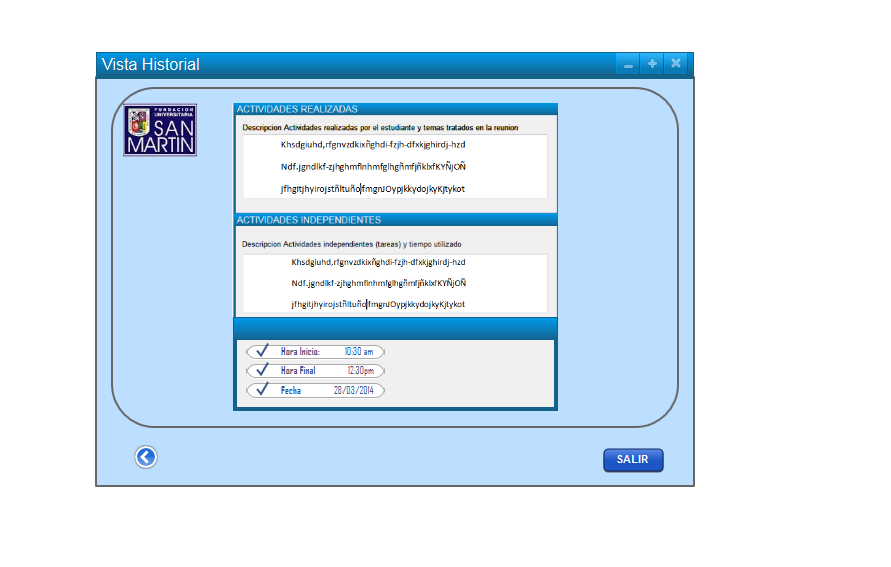 Vista Historial
FUNDACION
UNIVERSITARIA
SAN
MARTIN
ACTIVIDADES REALIZADAS
Descripcion Actividades realizadas por el estudiante y temas tratados en la reunion
Khsdgiuhd,rfgnvzdkixñghdi-fzjh-dfxkjghirdj-hzd
Ndf.jgndlkf-zjhghmflnhmfglhgñmfjñklxfKYÑjOÑ
jfhgitjhyirojstñltuño|fmgnJOypjkkydojkyKjtykot
ACTIVIDADES INDEPENDIENTES
Descripcion Actividades independientes (tareas) y tiempo utilizado
Khsdgiuhd,rfgnvzdkixñghdi-fzjh-dfxkjghirdj-hzd
Ndf.jgndlkf-zjhghmflnhmfglhgñmfjñklxfKYÑjOÑ
jfhgitjhyirojstñltuño|fmgnJOypjkkydojkyKjtykot
Hora Inicio: 10:30 am
Hora Final 12:30pm
Fecha 28/03/2014
SALIR